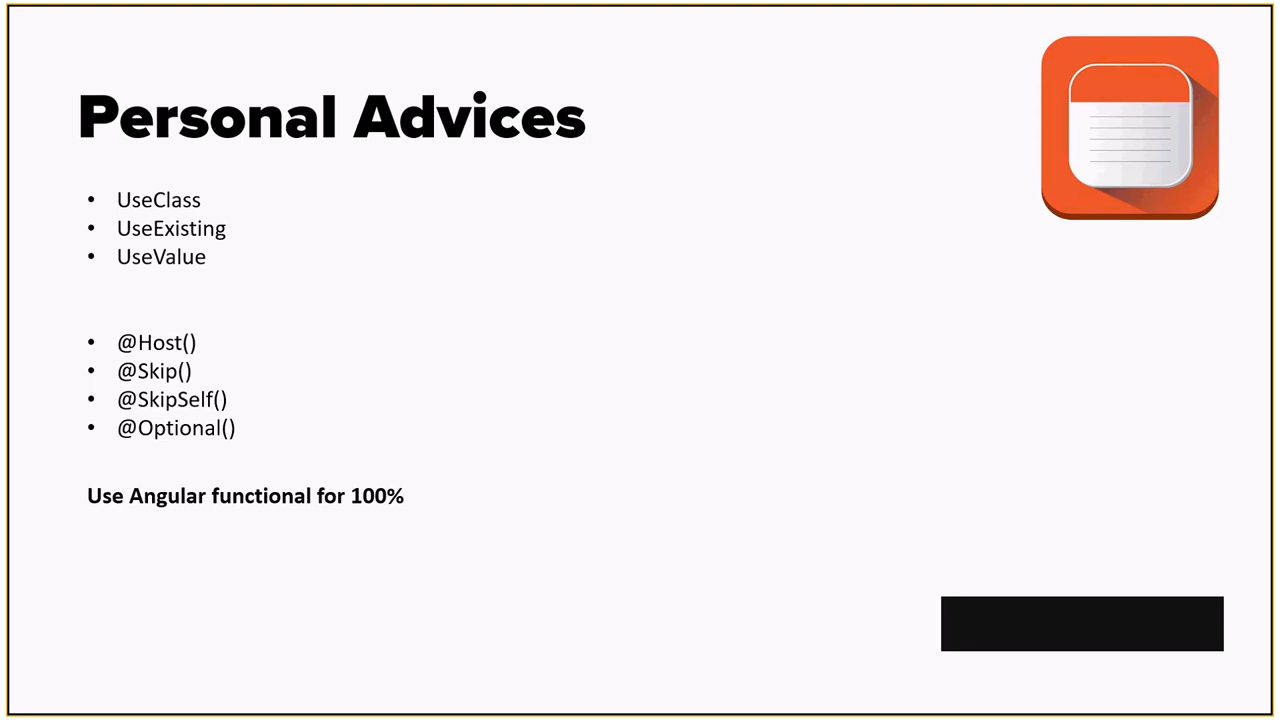 Personal Advices
• UseClass
• UseExisting
• UseValue
• @Host()
• @Skip()
• @SkipSelf()
• @Optional()
Use Angular functional for 100%